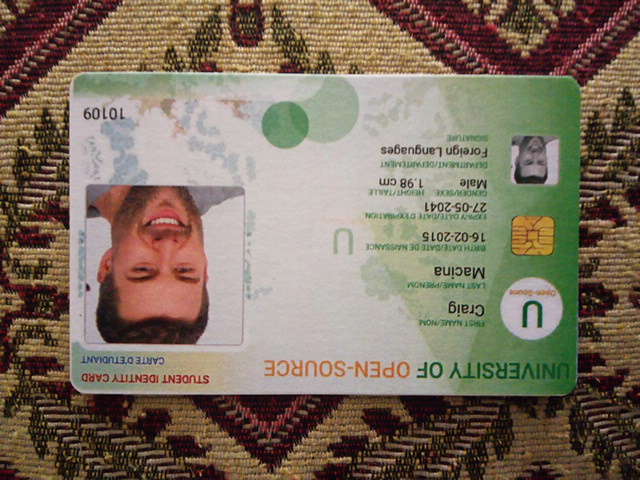 UNIVERSITY OF OPEN-SOURCE
STUDENT IDENTITY CARD
CARTE D'ETUDIANT
U
Open-Source
FIRST NAME/NOM
Craig
LAST NAME/PRENOM
Macina
BIRTH DATE/DATE DE NAISSANCE
16-02-2015
U
EXPIRY DATE/DATE D'EXPIRATION
27-05-2041
GENDER/SEXE HEIGHT/TAILLE
Male 1.98 cm
DEPARTMENT/DEPARTEMENT
Foreign Languages
SIGNATURE
10109